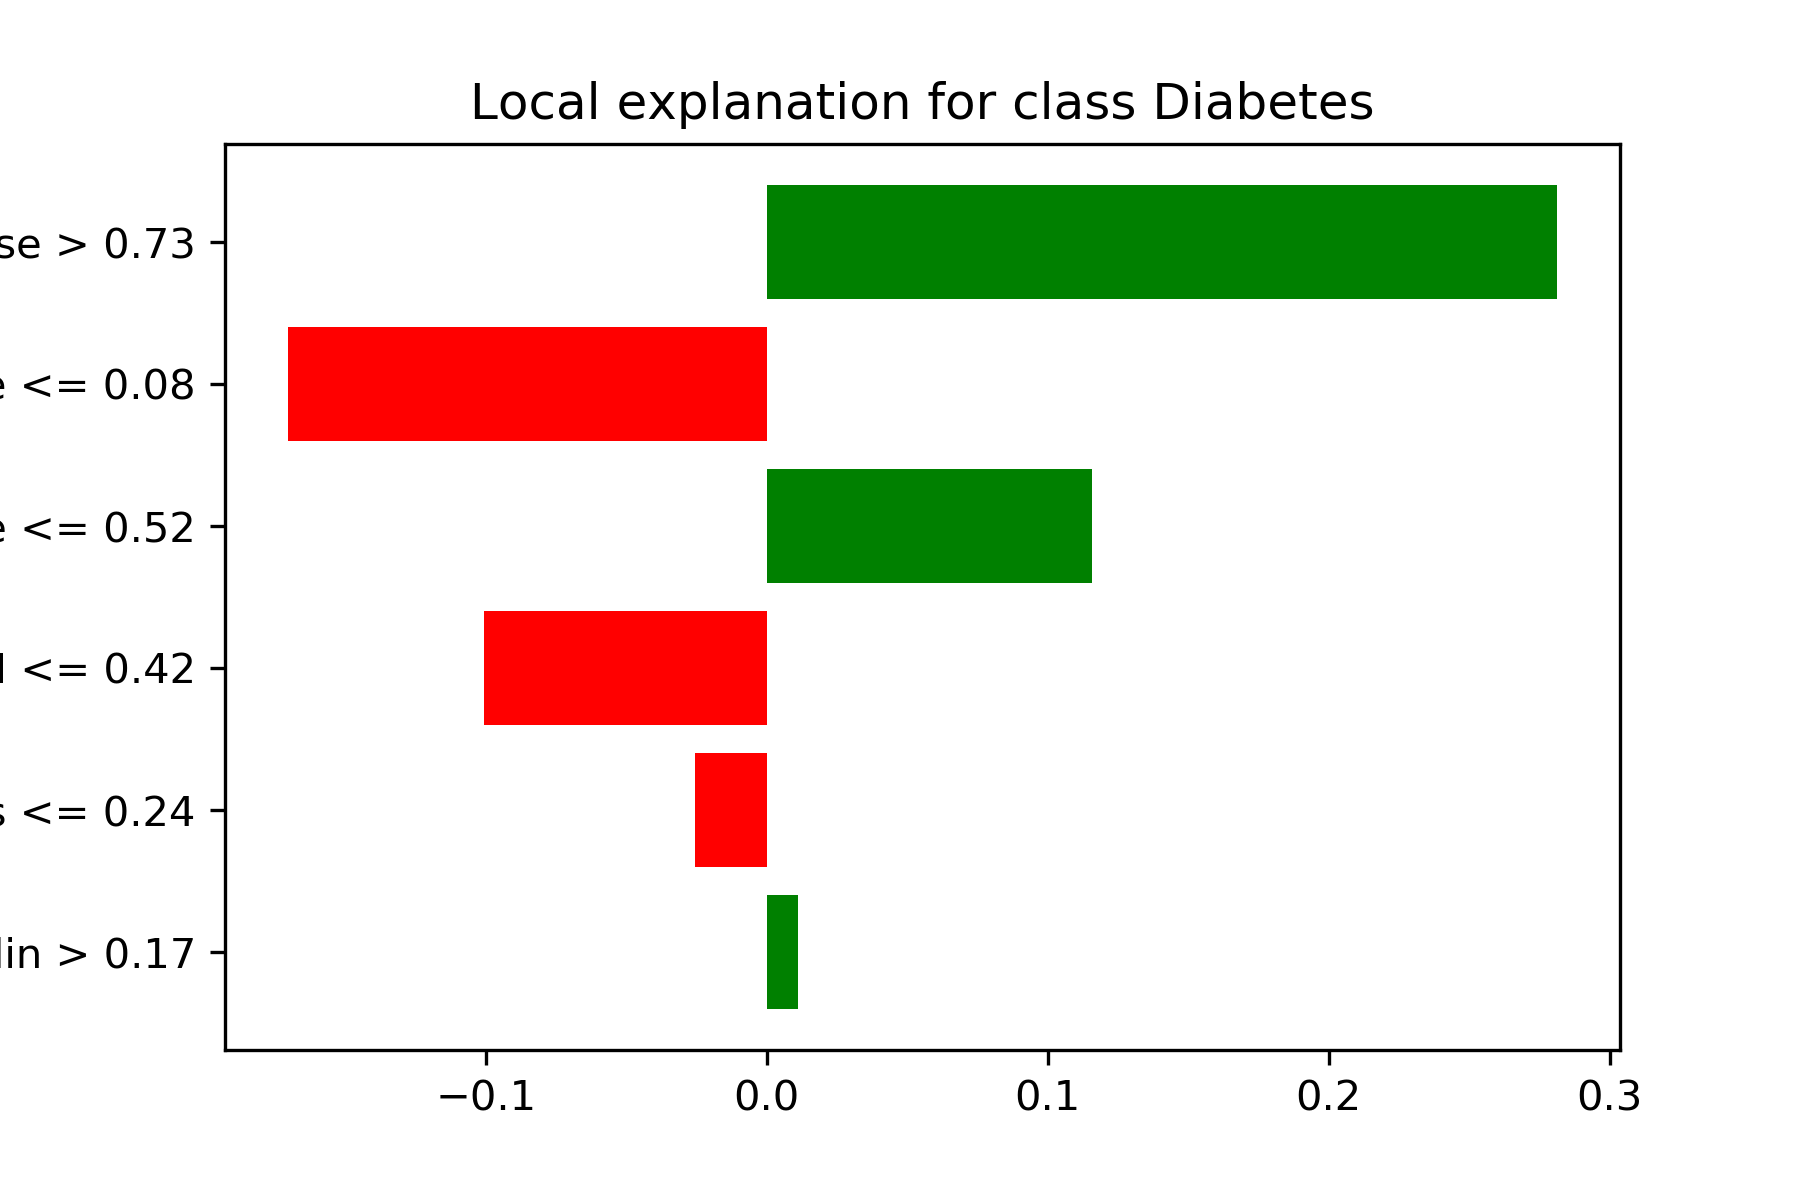 Local explanation for class Diabetes
se > 0.73
e <= 0.08
e <= 0.52
<= 0.42
s <= 0.24
lin > 0.17
−0.1 0.0 0.1 0.2 0.3